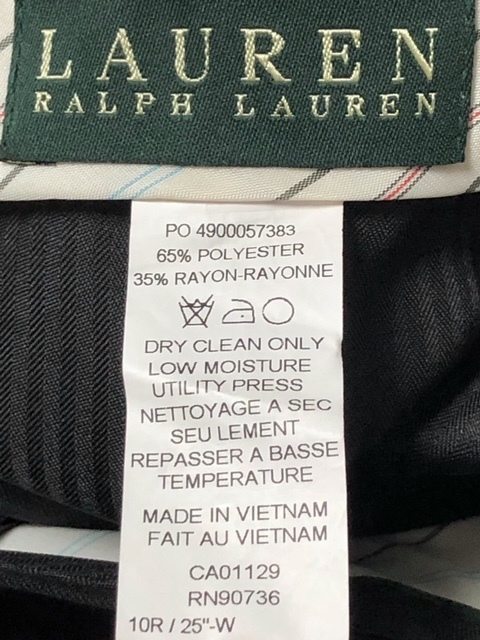 LAUREN
RALPH LAUREN
PO 4900057383
65% POLYESTER
35% RAYON-RAYONNE
DRY CLEAN ONLY
LOW MOISTURE
UTILITY PRESS
NETTOYAGE A SEC
SEU LEMENT
REPASSER A BASSE
TEMPERATURE
MADE IN VIETNAM
FAIT AU VIETNAM
CA01129
RN90736
10R / 25"-W